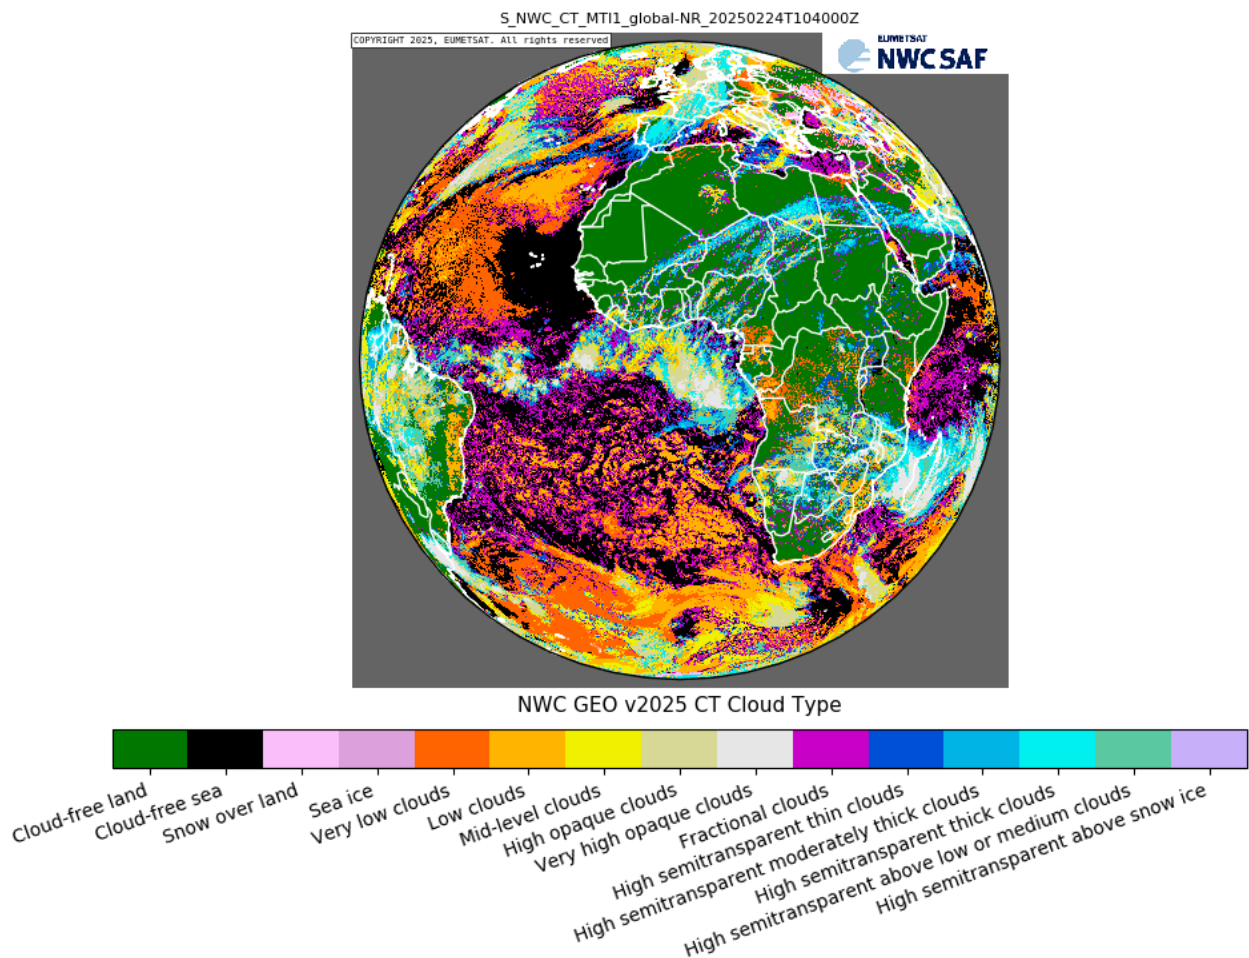 S_NWC_CT_MTI1_global-NR_20250224T104000Z
COPYRIGHT 2025, EUMETSAT. All rights reserved
EUMETSAT
NWC SAF
NWC GEO v2025 CT Cloud Type
Cloud-free land
Cloud-free sea
Snow over land
Sea ice
Very low clouds
Low clouds
Mid-level clouds
High opaque clouds
Very high opaque clouds
Fractional clouds
High semitransparent thin clouds
High semitransparent moderately thick clouds
High semitransparent thick clouds
High semitransparent above low or medium clouds
High semitransparent above snow ice